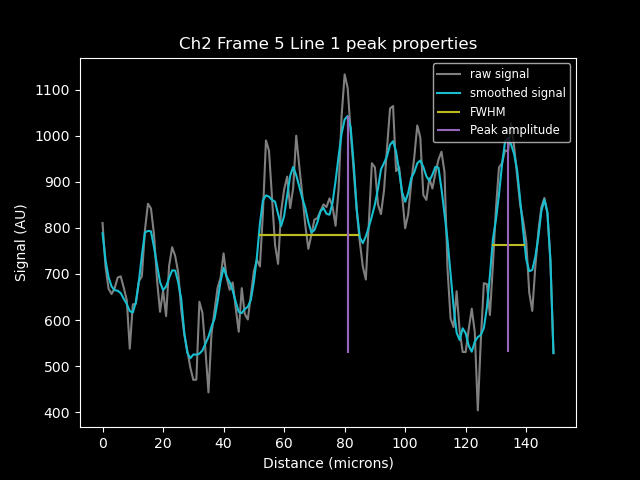 Ch2 Frame 5 Line 1 peak properties
raw signal
smoothed signal
FWHM
Peak amplitude
Signal (AU)
1100
1000
900
800
700
600
500
400
0 20 40 60 80 100 120 140
Distance (microns)